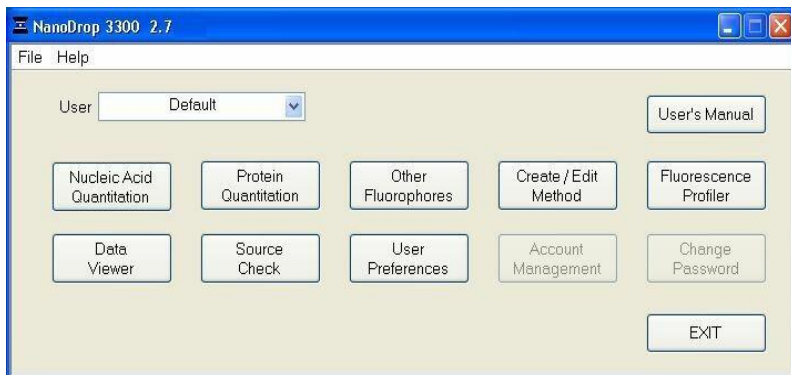 NanoDrop 3300 2.7
File Help
User Default
User's Manual
Nucleic Acid
Quantitation
Protein
Quantitation
Other
Fluorophores
Create / Edit
Method
Fluorescence
Profiler
Data
Viewer
Source
Check
User
Preferences
Account
Management
Change
Password
EXIT